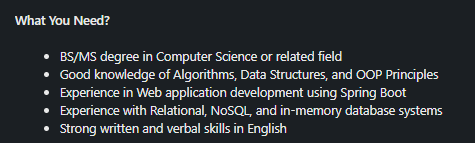 What You Need?
• BS/MS degree in Computer Science or related field
• Good knowledge of Algorithms, Data Structures, and OOP Principles
• Experience in Web application development using Spring Boot
• Experience with Relational, NoSQL, and in-memory database systems
• Strong written and verbal skills in English